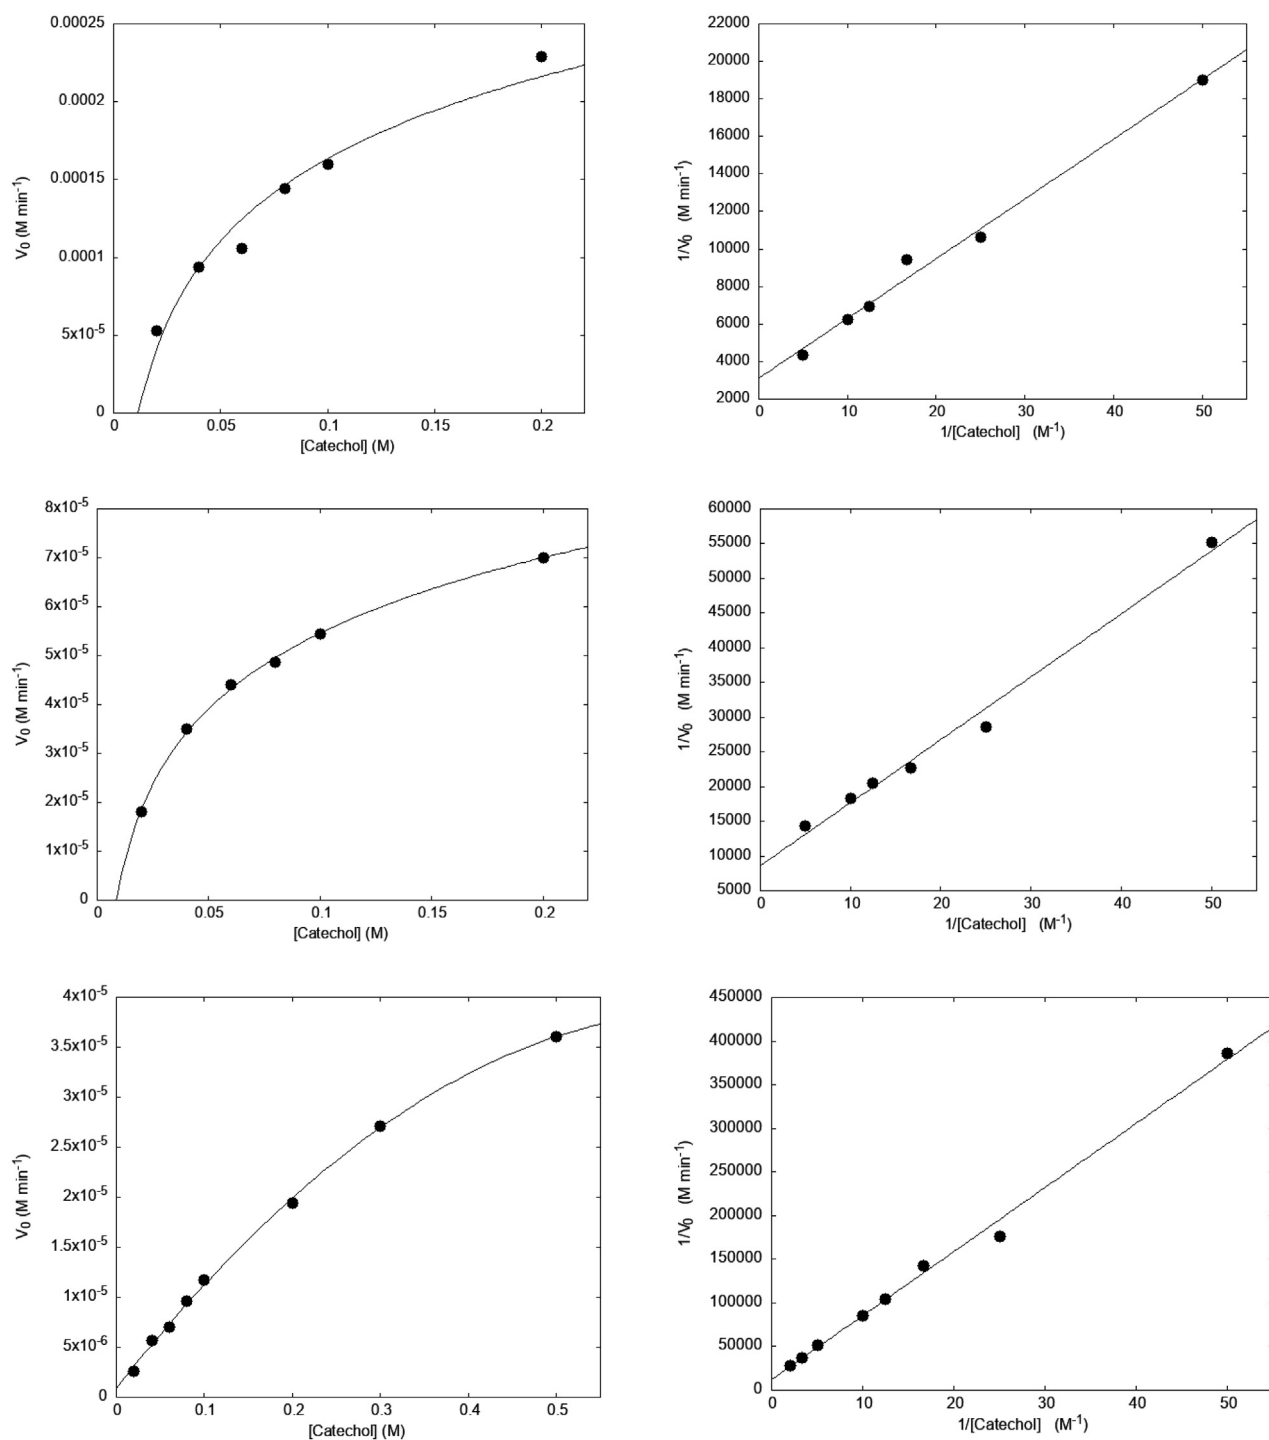 0.00025
0.0002
0.00015
0.0001
5x10⁻⁵
0
V₀ (M min⁻¹)
0 0.05 0.1 0.15 0.2
[Catechol] (M)
22000
20000
18000
16000
14000
12000
10000
8000
6000
4000
2000
1/V₀ (M min⁻¹)
0 10 20 30 40 50
1/[Catechol] (M⁻¹)
8x10⁻⁵
7x10⁻⁵
6x10⁻⁵
5x10⁻⁵
4x10⁻⁵
3x10⁻⁵
2x10⁻⁵
1x10⁻⁵
0
V₀ (M min⁻¹)
0 0.05 0.1 0.15 0.2
[Catechol] (M)
60000
55000
50000
45000
40000
35000
30000
25000
20000
15000
10000
5000
1/V₀ (M min⁻¹)
0 10 20 30 40 50
1/[Catechol] (M⁻¹)
4x10⁻⁵
3.5x10⁻⁵
3x10⁻⁵
2.5x10⁻⁵
2x10⁻⁵
1.5x10⁻⁵
1x10⁻⁵
5x10⁻⁶
0
V₀ (M min⁻¹)
0 0.1 0.2 0.3 0.4 0.5
[Catechol] (M)
450000
400000
350000
300000
250000
200000
150000
100000
50000
0
1/V₀ (M min⁻¹)
0 10 20 30 40 50
1/[Catechol] (M⁻¹)